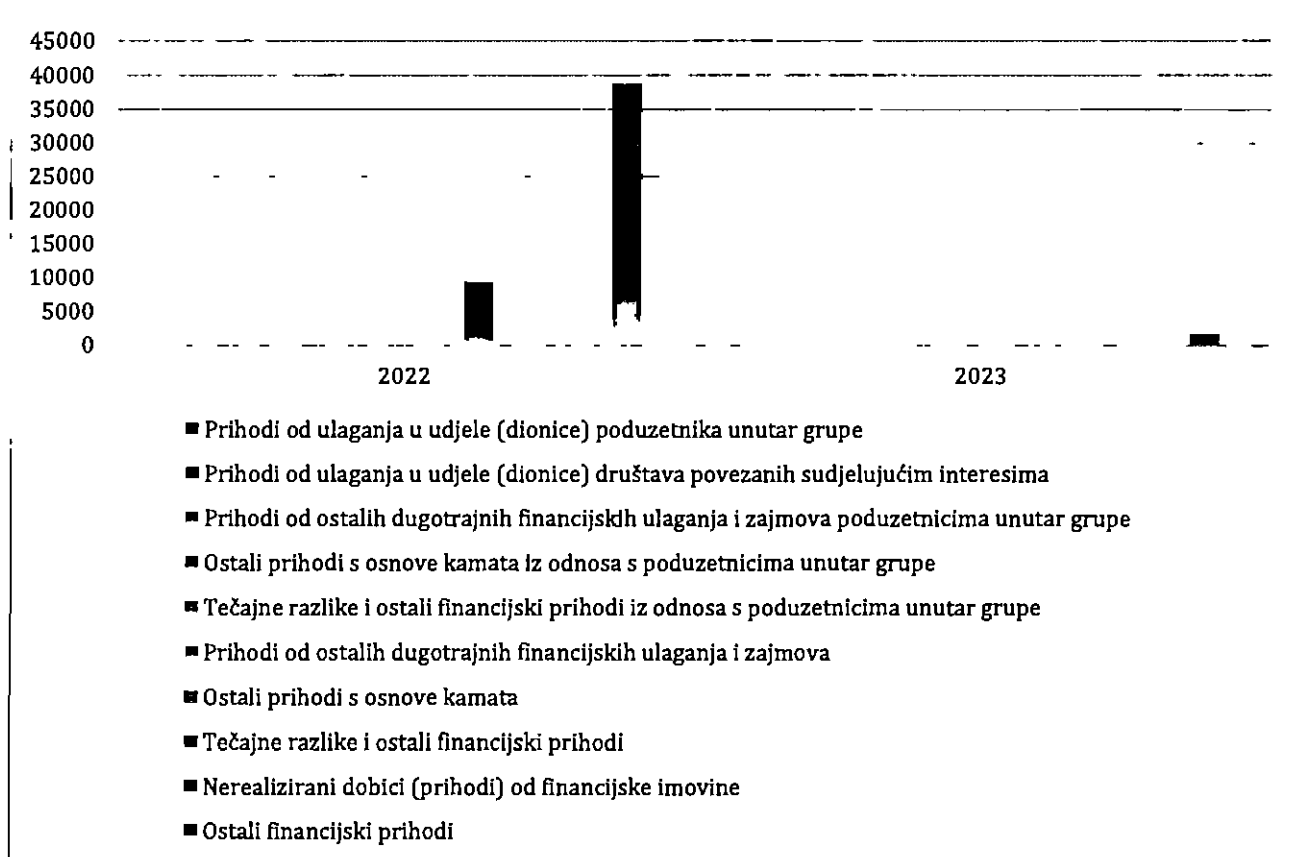 45000
40000
35000
30000
25000
20000
15000
10000
5000
0
2022 2023
■ Prihodi od ulaganja u udjele (dionice) poduzetnika unutar grupe
■ Prihodi od ulaganja u udjele (dionice) društava povezanih sudjelujućim interesima
■ Prihodi od ostalih dugotrajnih financijskih ulaganja i zajmova poduzetnicima unutar grupe
■ Ostali prihodi s osnove kamata iz odnosa s poduzetnicima unutar grupe
■ Tečajne razlike i ostali financijski prihodi iz odnosa s poduzetnicima unutar grupe
■ Prihodi od ostalih dugotrajnih financijskih ulaganja i zajmova
■ Ostali prihodi s osnove kamata
■ Tečajne razlike i ostali financijski prihodi
■ Nerealizirani dobici (prihodi) od financijske imovine
■ Ostali financijski prihodi